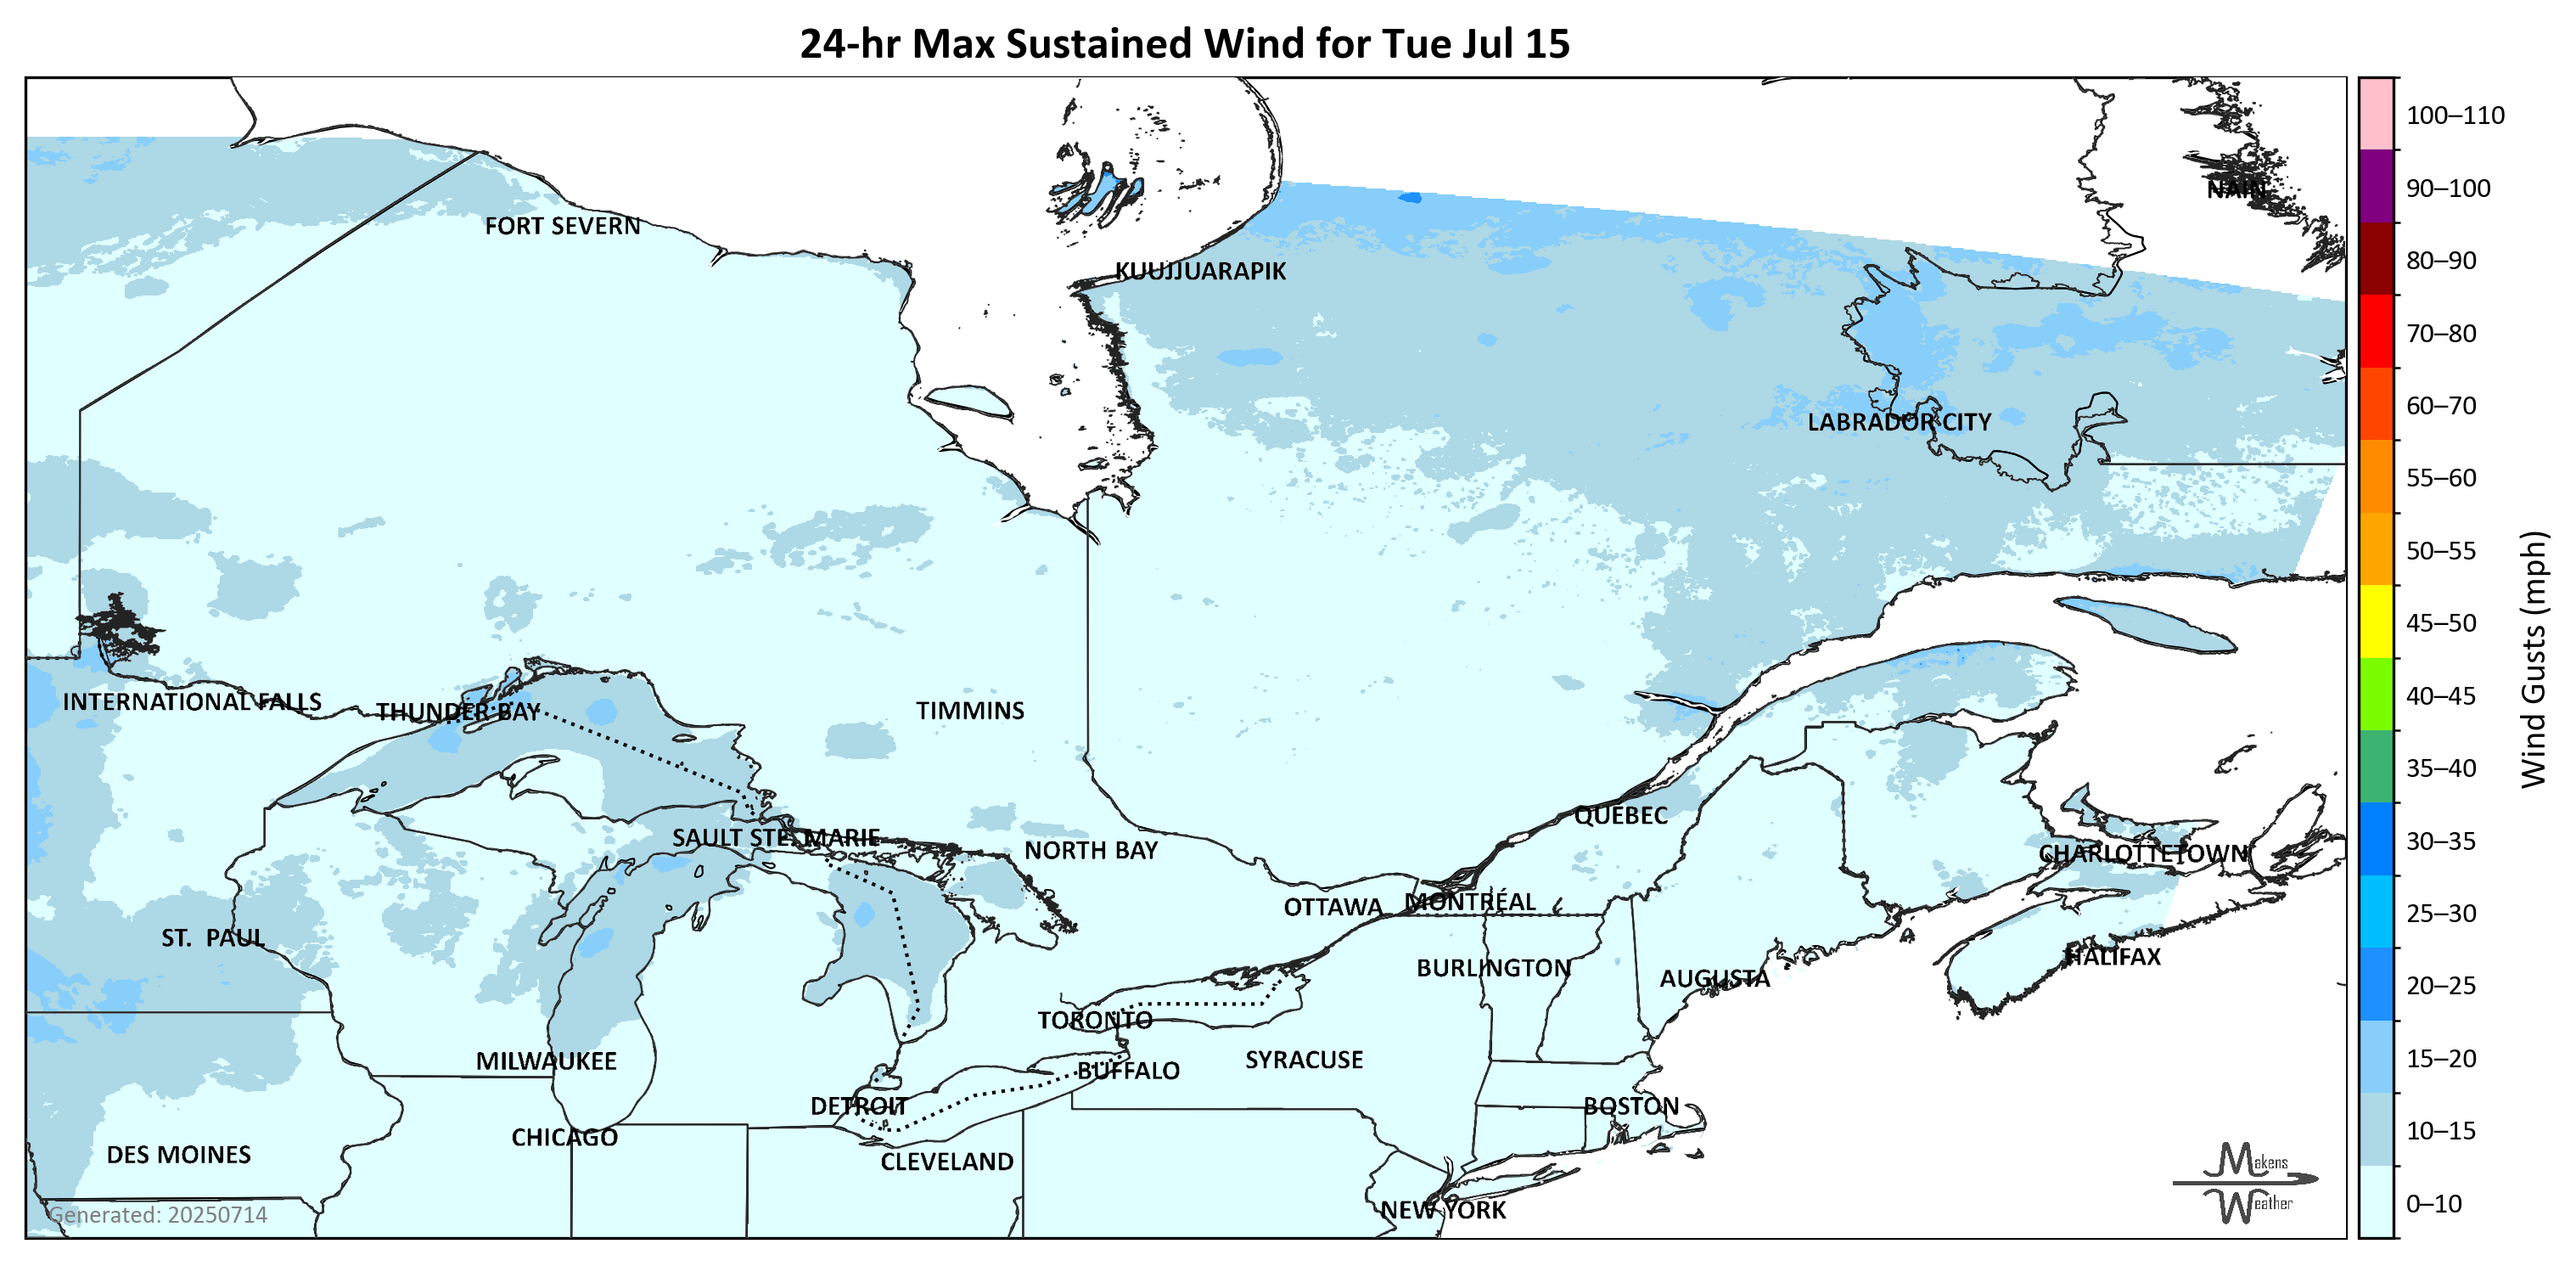 24-hr Max Sustained Wind for Tue Jul 15
100–110
90–100
NAIN
FORT SEVERN
80–90
KUUJJUARAPIK
70–80
60–70
LABRADOR CITY
55–60
50–55
45–50
Wind Gusts (mph)
40–45
INTERNATIONAL FALLS
THUNDER BAY
TIMMINS
35–40
QUEBEC
SAULT STE. MARIE
30–35
NORTH BAY
CHARLOTTETOWN
OTTAWA
MONTRÉAL
25–30
ST. PAUL
HALIFAX
BURLINGTON
AUGUSTA
20–25
TORONTO
MILWAUKEE
SYRACUSE
BUFFALO
15–20
DETROIT
BOSTON
CHICAGO
10–15
DES MOINES
CLEVELAND
Makens
Weather
0–10
NEW YORK
Generated: 20250714